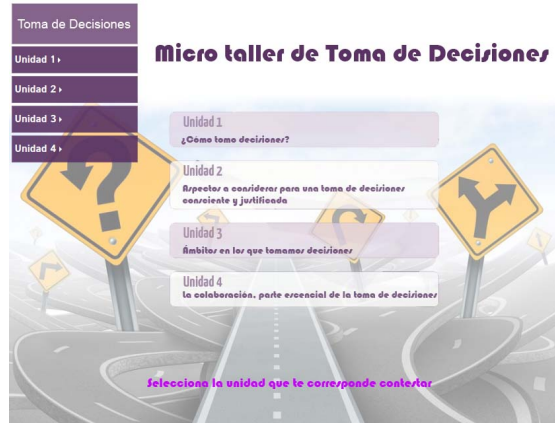 Toma de Decisiones
Unidad 1
Unidad 2
Unidad 3
Unidad 4
Micro taller de Toma de Decisiones
Unidad 1
¿Cómo tomo decisiones?
Unidad 2
Aspectos a considerar para una toma de decisiones
consciente y justificada
Unidad 3
Ámbitos en los que tomamos decisiones
Unidad 4
La colaboración, parte escencial de la toma de decisiones
Selecciona la unidad que te corresponde contestar